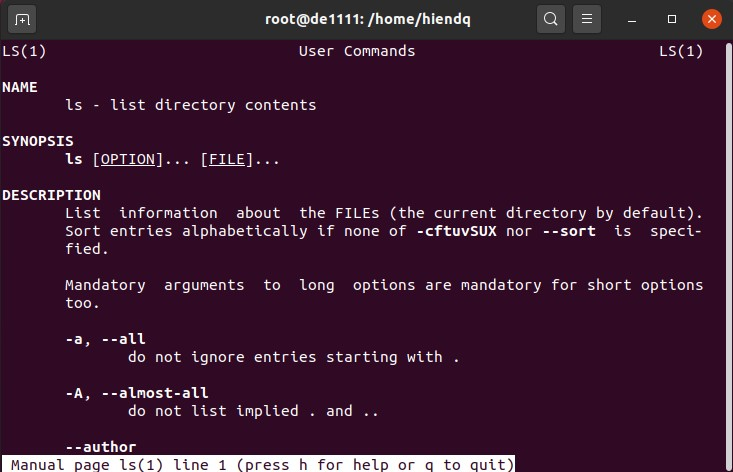 root@de1111: /home/hiendq
LS(1) User Commands LS(1)
NAME
ls - list directory contents
SYNOPSIS
ls [OPTION]... [FILE]...
DESCRIPTION
List information about the FILEs (the current directory by default).
Sort entries alphabetically if none of -cftuvSUX nor --sort is speci-
fied.
Mandatory arguments to long options are mandatory for short options
too.
-a, --all
do not ignore entries starting with .
-A, --almost-all
do not list implied . and ..
--author
Manual page ls(1) line 1 (press h for help or q to quit)